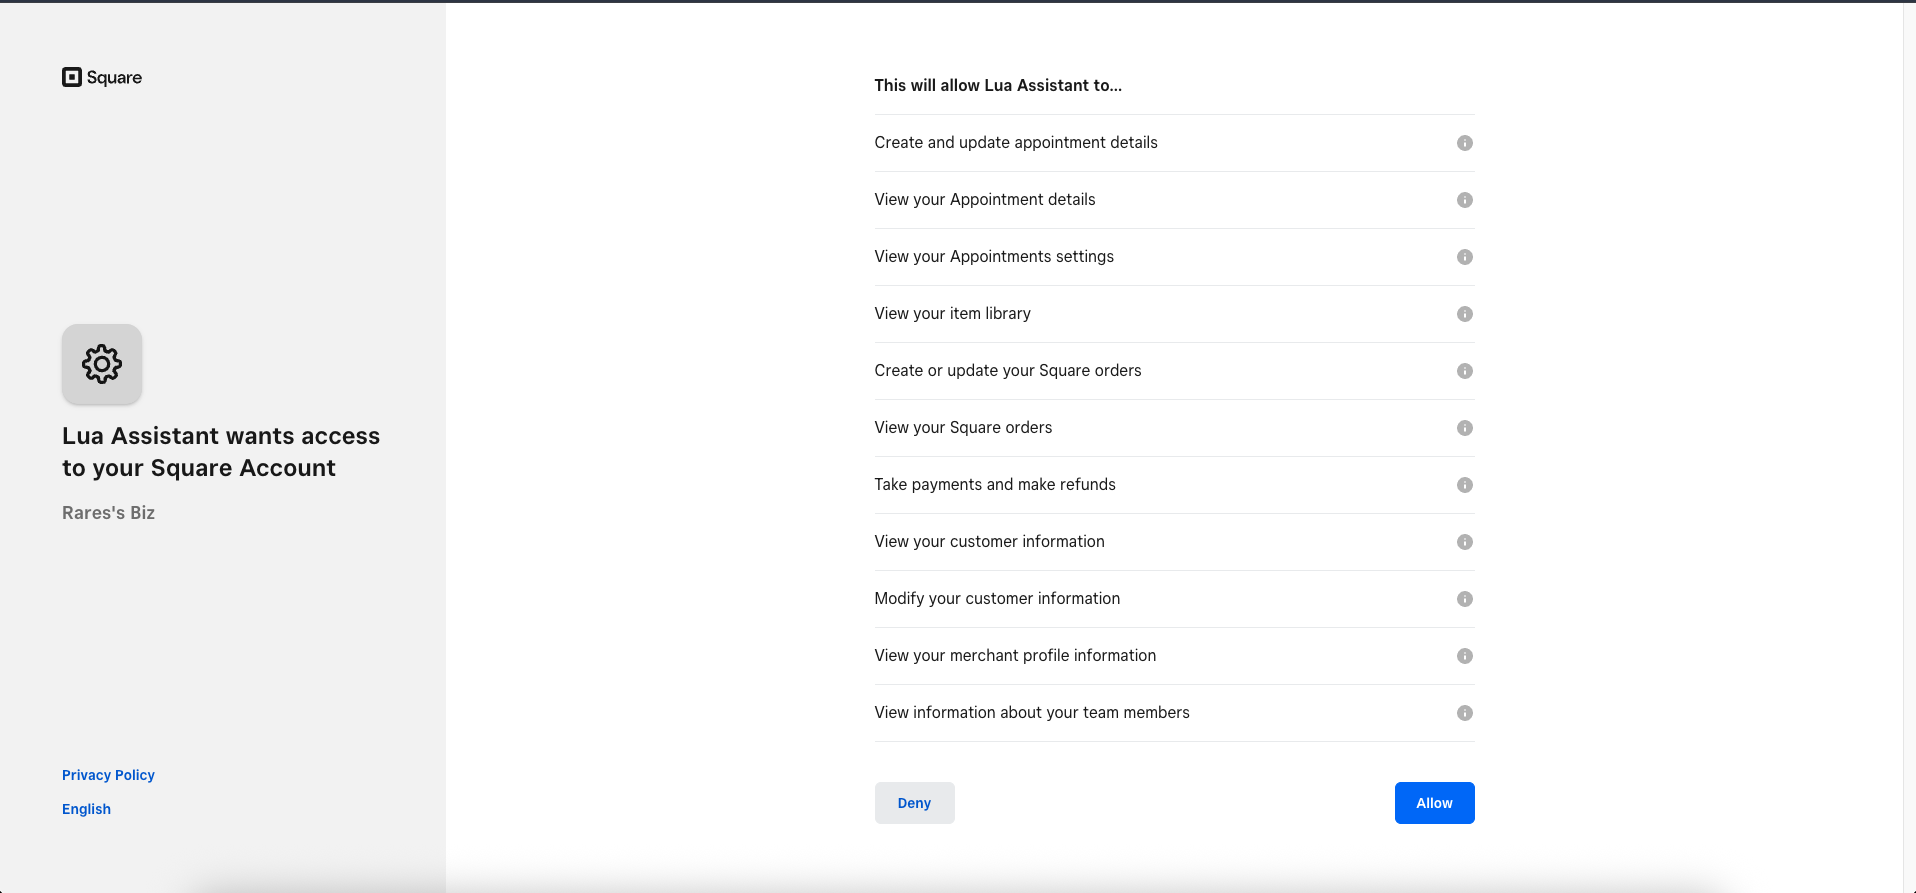 Square
Lua Assistant wants access
to your Square Account
Rares's Biz
Privacy Policy
English
This will allow Lua Assistant to...
Create and update appointment details
View your Appointment details
View your Appointments settings
View your item library
Create or update your Square orders
View your Square orders
Take payments and make refunds
View your customer information
Modify your customer information
View your merchant profile information
View information about your team members
Deny
Allow